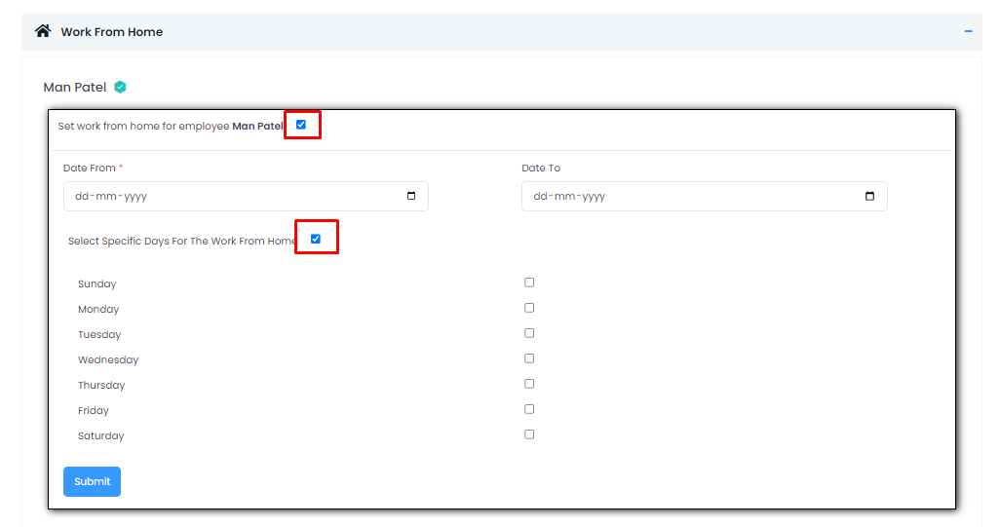 Work From Home
Man Patel
Set work from home for employee Man Patel
Date From *
Date To
dd-mm-yyyy
dd-mm-yyyy
Select Specific Days For The Work From Home
Sunday
Monday
Tuesday
Wednesday
Thursday
Friday
Saturday
Submit